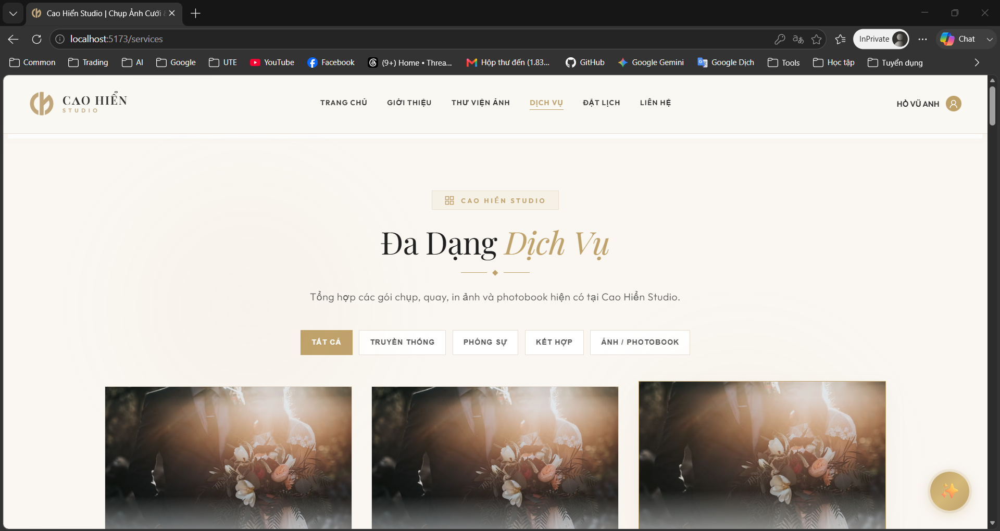 Cao Hiển Studio | Chụp Ảnh Cưới
localhost:5173/services
InPrivate
Chat
Common
Trading
AI
Google
UTE
YouTube
Facebook
(9+) Home • Threa...
Hộp thư đến (1.83...
GitHub
Google Gemini
Google Dịch
Tools
Học tập
Tuyển dụng
CAO HIỂN
STUDIO
TRANG CHỦ
GIỚI THIỆU
THƯ VIỆN ẢNH
DỊCH VỤ
ĐẶT LỊCH
LIÊN HỆ
HỒ VŨ ANH
CAO HIỂN STUDIO
Đa Dạng Dịch Vụ
Tổng hợp các gói chụp, quay, in ảnh và photobook hiện có tại Cao Hiển Studio.
TẤT CẢ
TRUYỀN THỐNG
PHÓNG SỰ
KẾT HỢP
ẢNH / PHOTOBOOK